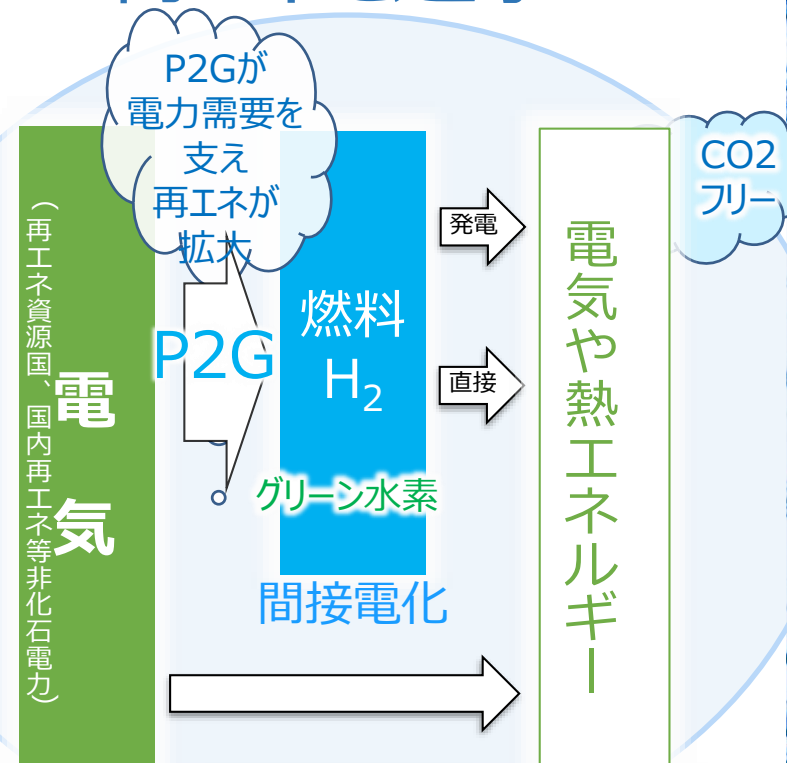 P2Gが
電力需要を
支え
再エネが
拡大
CO2
フリー
電気
（再エネ資源国、国内再エネ等非化石電力）
P2G
燃料
H2
グリーン水素
間接電化
発電
直接
電気や熱エネルギー